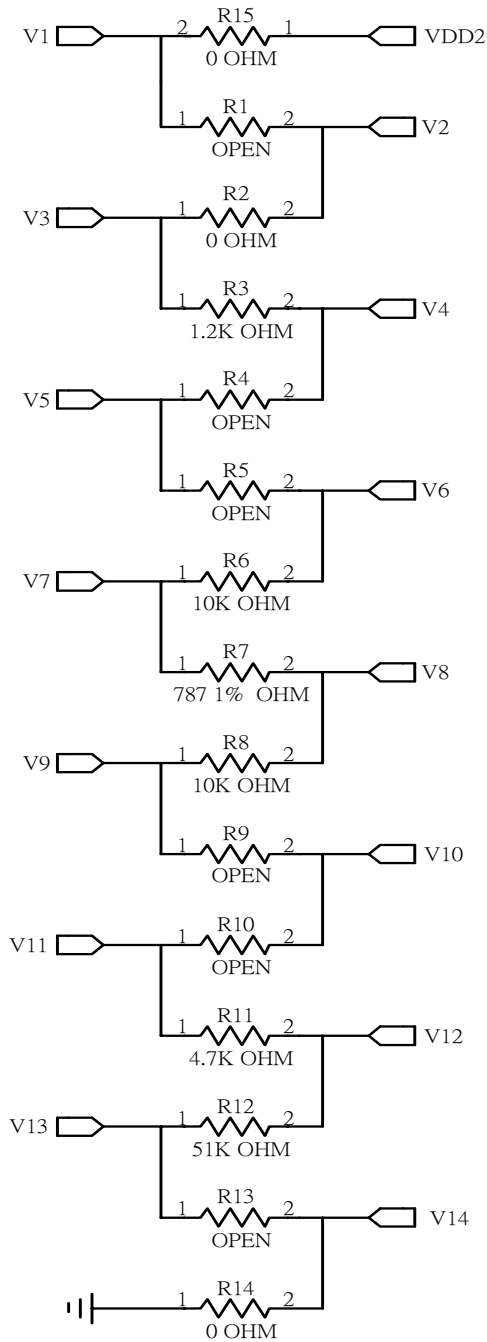 R15
V1 2 1 VDD2
0 OHM
R1
1 2 V2
OPEN
R2
V3 1 2
0 OHM
R3
1 2 V4
1.2K OHM
R4
V5 1 2
OPEN
R5
1 2 V6
OPEN
R6
V7 1 2
10K OHM
R7
1 2 V8
787 1% OHM
R8
V9 1 2
10K OHM
R9
1 2 V10
OPEN
R10
V11 1 2
OPEN
R11
1 2 V12
4.7K OHM
R12
V13 1 2
51K OHM
R13
1 2 V14
OPEN
R14
1 2
0 OHM